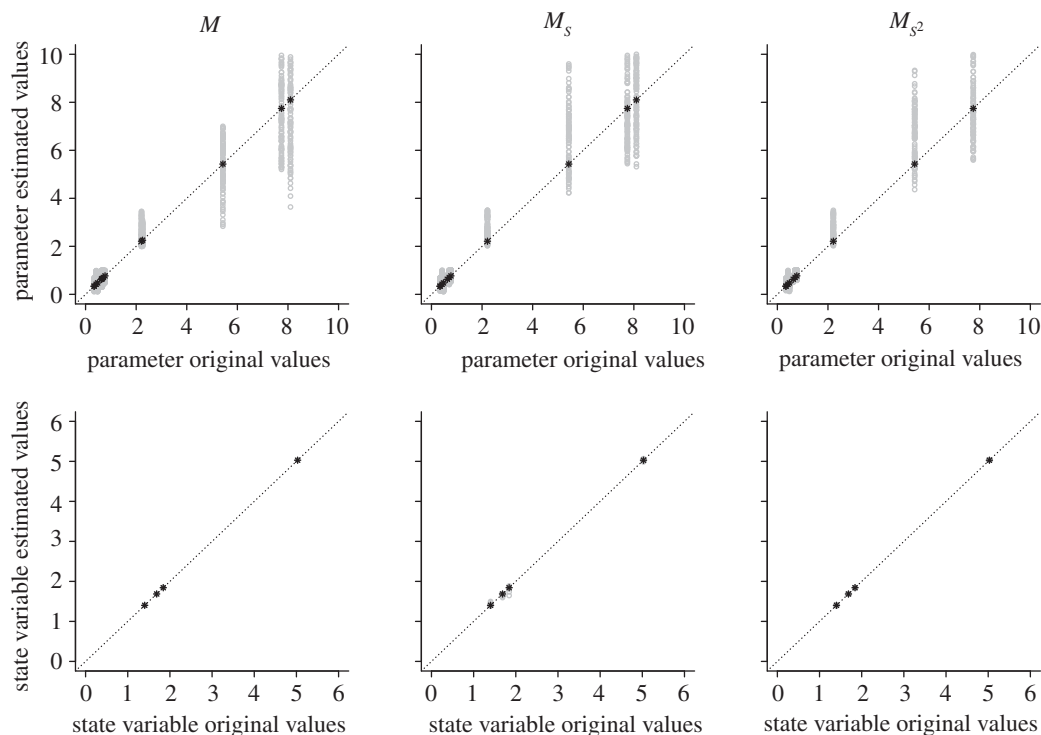 M
M_S
M_S²
parameter estimated values
10
8
6
4
2
0
0 2 4 6 8 10
parameter original values
0 2 4 6 8 10
parameter original values
0 2 4 6 8 10
parameter original values
state variable estimated values
6
5
4
3
2
1
0
0 1 2 3 4 5 6
state variable original values
0 1 2 3 4 5 6
state variable original values
0 1 2 3 4 5 6
state variable original values